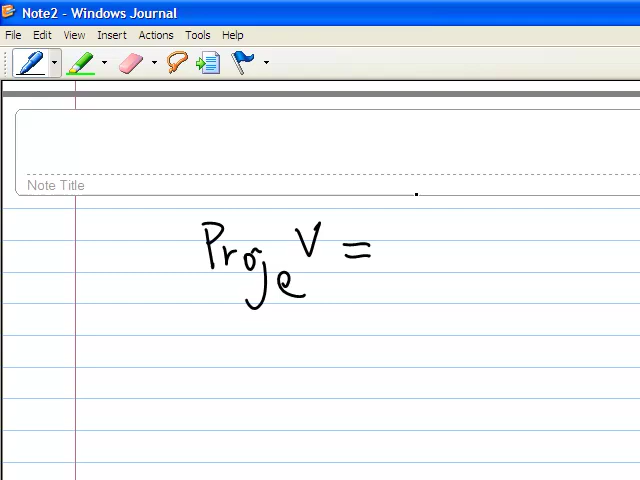 Note2 - Windows Journal
File Edit View Insert Actions Tools Help
Note Title
Proj_e V =